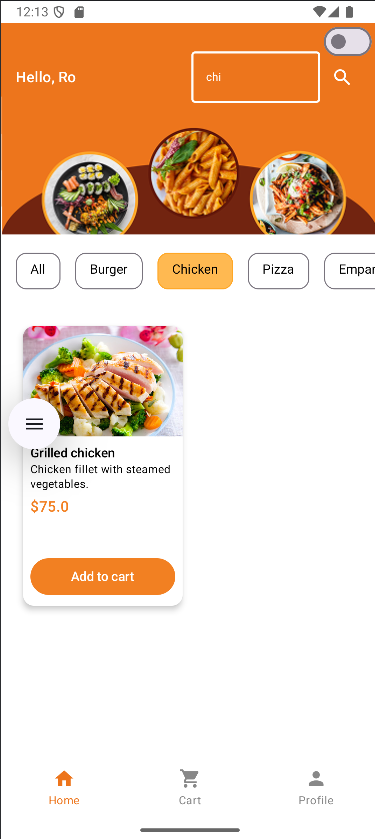 12:13
Hello, Ro
chi
All
Burger
Chicken
Pizza
Empan
Grilled chicken
Chicken fillet with steamed
vegetables.
$75.0
Add to cart
Home
Cart
Profile